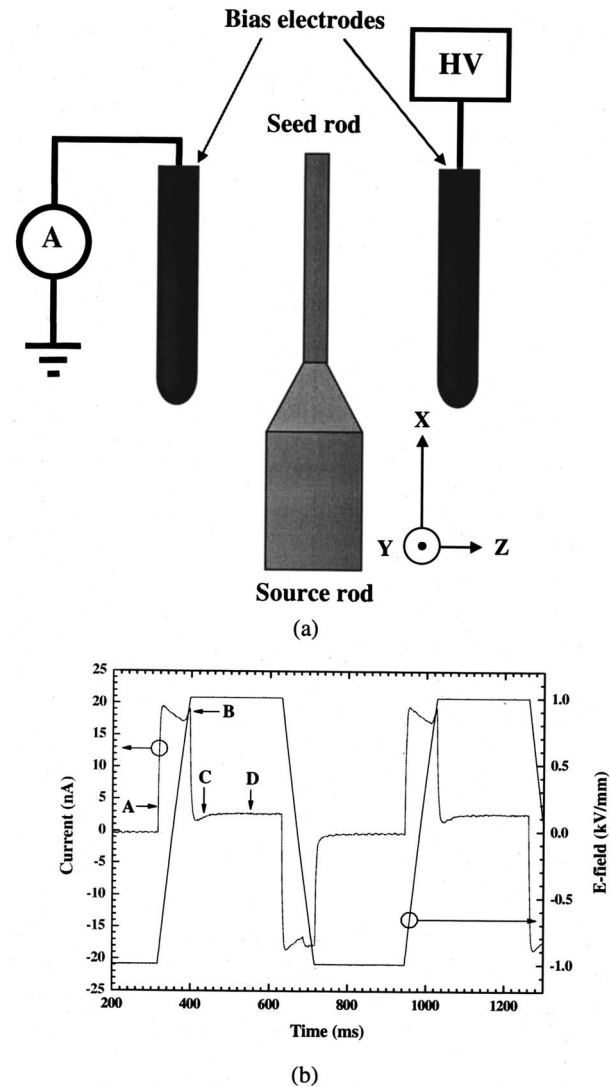 Bias electrodes
HV
Seed rod
A
X
Y
Z
Source rod
(a)
25
20
15
10
5
0
-5
-10
-15
-20
-25
Current (nA)
A
B
C
D
1.0
0.5
0.0
-0.5
-1.0
E-field (kV/mm)
200 400 600 800 1000 1200
Time (ms)
(b)